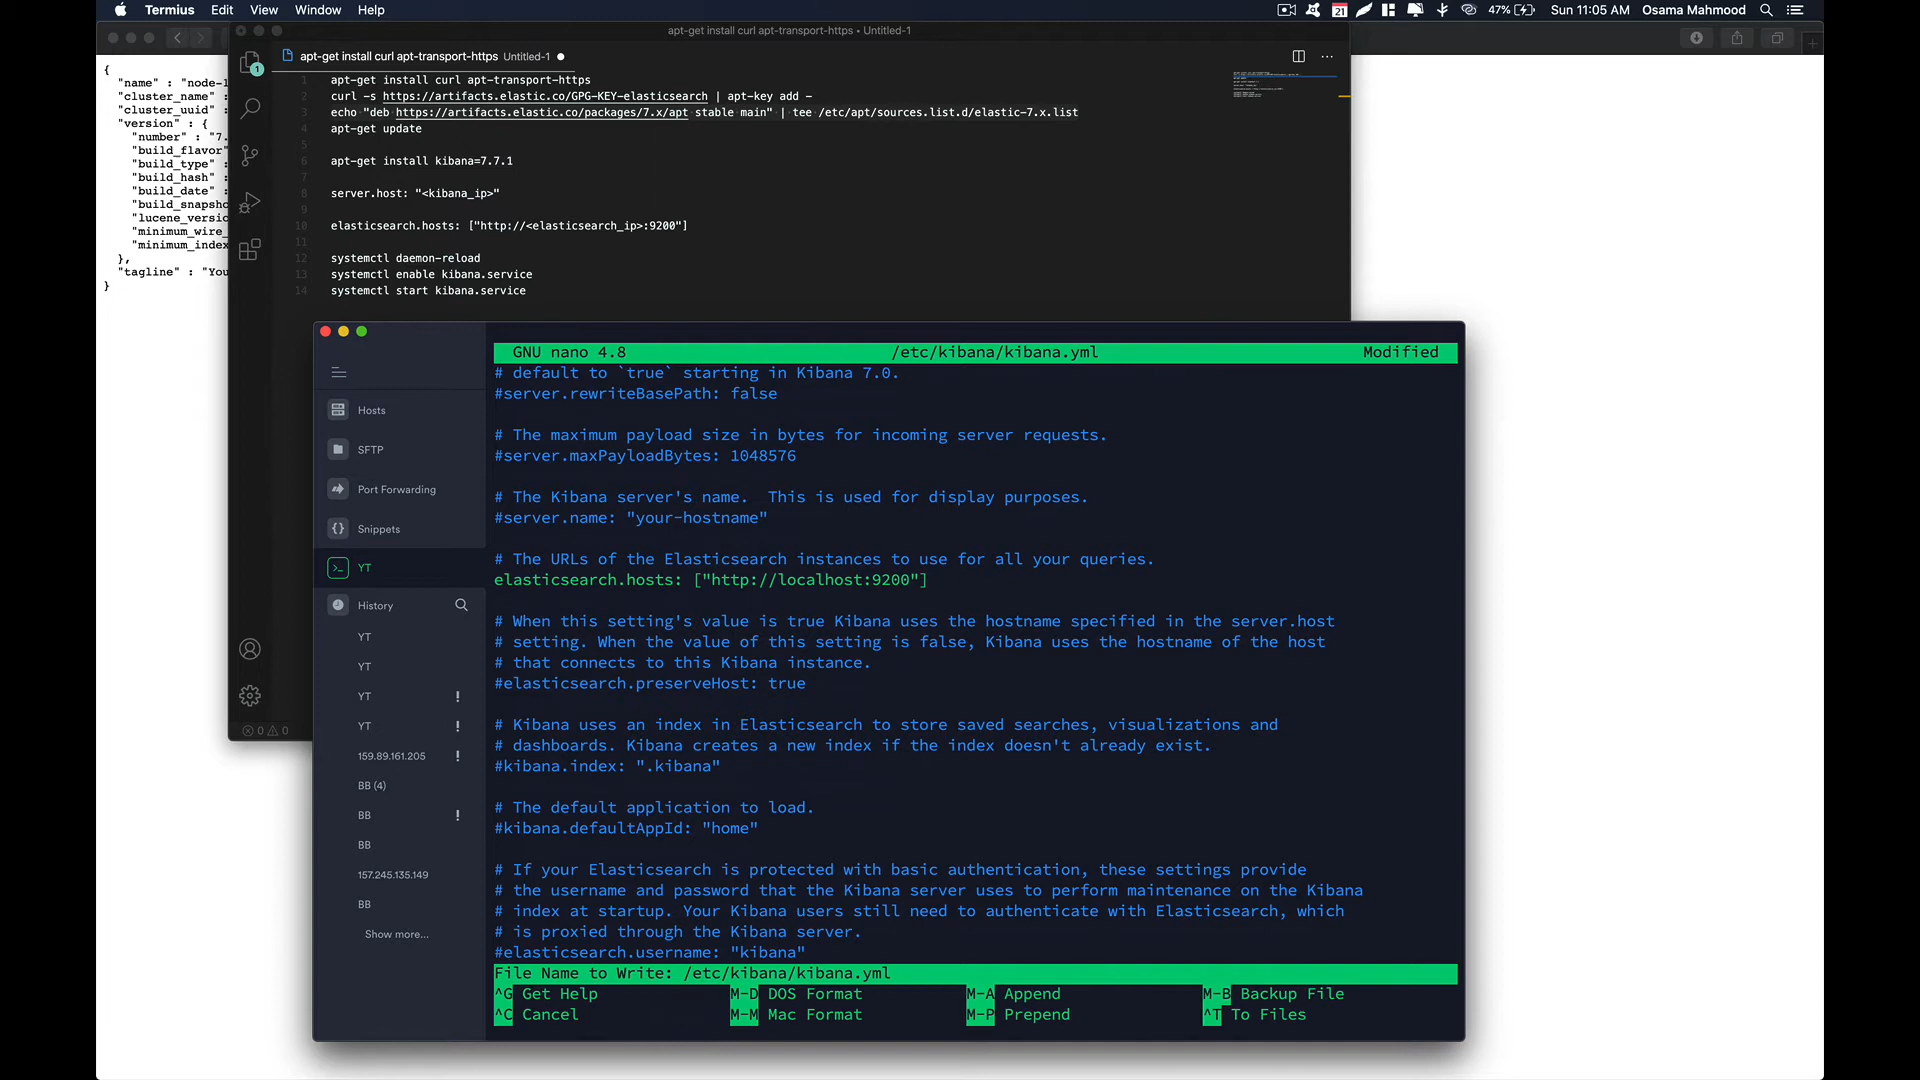 Termius Edit View Window Help 21 47% Sun 11:05 AM Osama Mahmood
apt-get install curl apt-transport-https • Untitled-1
{
"name" : "node-1
"cluster_name"
"cluster_uuid"
"version" : {
"number" : "7.
"build_flavor"
"build_type"
"build_hash" :
"build_date"
"build_snapsho
"lucene_versio
"minimum_wire_
"minimum_index
},
"tagline" : "You
}
1
apt-get install curl apt-transport-https Untitled-1 ●
1 apt-get install curl apt-transport-https
2 curl -s https://artifacts.elastic.co/GPG-KEY-elasticsearch | apt-key add -
3 echo "deb https://artifacts.elastic.co/packages/7.x/apt stable main" | tee /etc/apt/sources.list.d/elastic-7.x.list
4 apt-get update
5
6 apt-get install kibana=7.7.1
7
8 server.host: "<kibana_ip>"
9
10 elasticsearch.hosts: ["http://<elasticsearch_ip>:9200"]
11
12 systemctl daemon-reload
13 systemctl enable kibana.service
14 systemctl start kibana.service
0 0
Hosts
SFTP
Port Forwarding
Snippets
YT
History
YT
YT
YT !
YT !
159.89.161.205 !
BB (4)
BB !
BB
157.245.135.149
BB
Show more...
GNU nano 4.8 /etc/kibana/kibana.yml Modified
# default to `true` starting in Kibana 7.0.
#server.rewriteBasePath: false
# The maximum payload size in bytes for incoming server requests.
#server.maxPayloadBytes: 1048576
# The Kibana server's name.  This is used for display purposes.
#server.name: "your-hostname"
# The URLs of the Elasticsearch instances to use for all your queries.
elasticsearch.hosts: ["http://localhost:9200"]
# When this setting's value is true Kibana uses the hostname specified in the server.host
# setting. When the value of this setting is false, Kibana uses the hostname of the host
# that connects to this Kibana instance.
#elasticsearch.preserveHost: true
# Kibana uses an index in Elasticsearch to store saved searches, visualizations and
# dashboards. Kibana creates a new index if the index doesn't already exist.
#kibana.index: ".kibana"
# The default application to load.
#kibana.defaultAppId: "home"
# If your Elasticsearch is protected with basic authentication, these settings provide
# the username and password that the Kibana server uses to perform maintenance on the Kibana
# index at startup. Your Kibana users still need to authenticate with Elasticsearch, which
# is proxied through the Kibana server.
#elasticsearch.username: "kibana"
File Name to Write: /etc/kibana/kibana.yml
^G Get Help M-D DOS Format M-A Append M-B Backup File
^C Cancel M-M Mac Format M-P Prepend ^T To Files